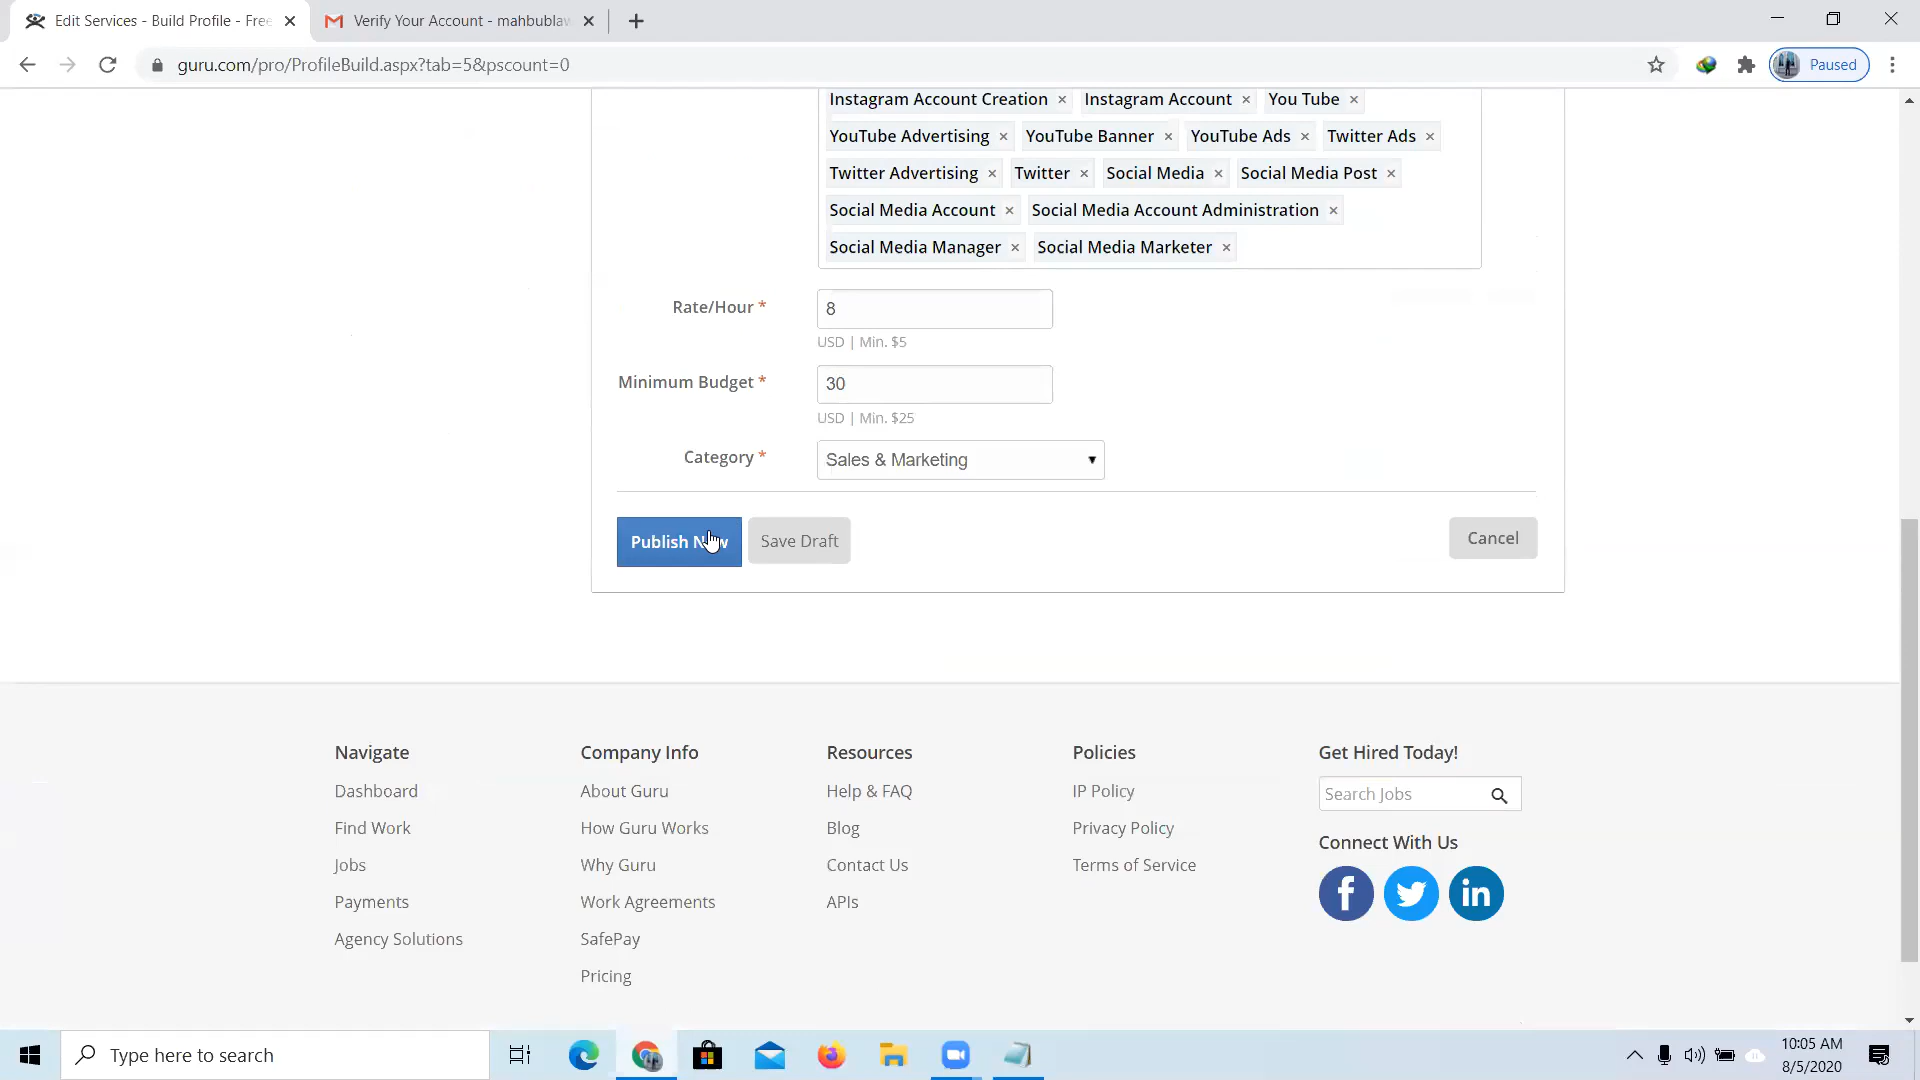 Edit Services - Build Profile - Free
Verify Your Account - mahbublaw
guru.com/pro/ProfileBuild.aspx?tab=5&pscount=0
Paused
Instagram Account Creation × Instagram Account × You Tube ×
YouTube Advertising × YouTube Banner × YouTube Ads × Twitter Ads ×
Twitter Advertising × Twitter × Social Media × Social Media Post ×
Social Media Account × Social Media Account Administration ×
Social Media Manager × Social Media Marketer ×
Rate/Hour *
8
USD | Min. $5
Minimum Budget *
30
USD | Min. $25
Category *
Sales & Marketing
Publish Now
Save Draft
Cancel
Navigate
Dashboard
Find Work
Jobs
Payments
Agency Solutions
Company Info
About Guru
How Guru Works
Why Guru
Work Agreements
SafePay
Pricing
Resources
Help & FAQ
Blog
Contact Us
APIs
Policies
IP Policy
Privacy Policy
Terms of Service
Get Hired Today!
Search Jobs
Connect With Us
Type here to search
10:05 AM
8/5/2020